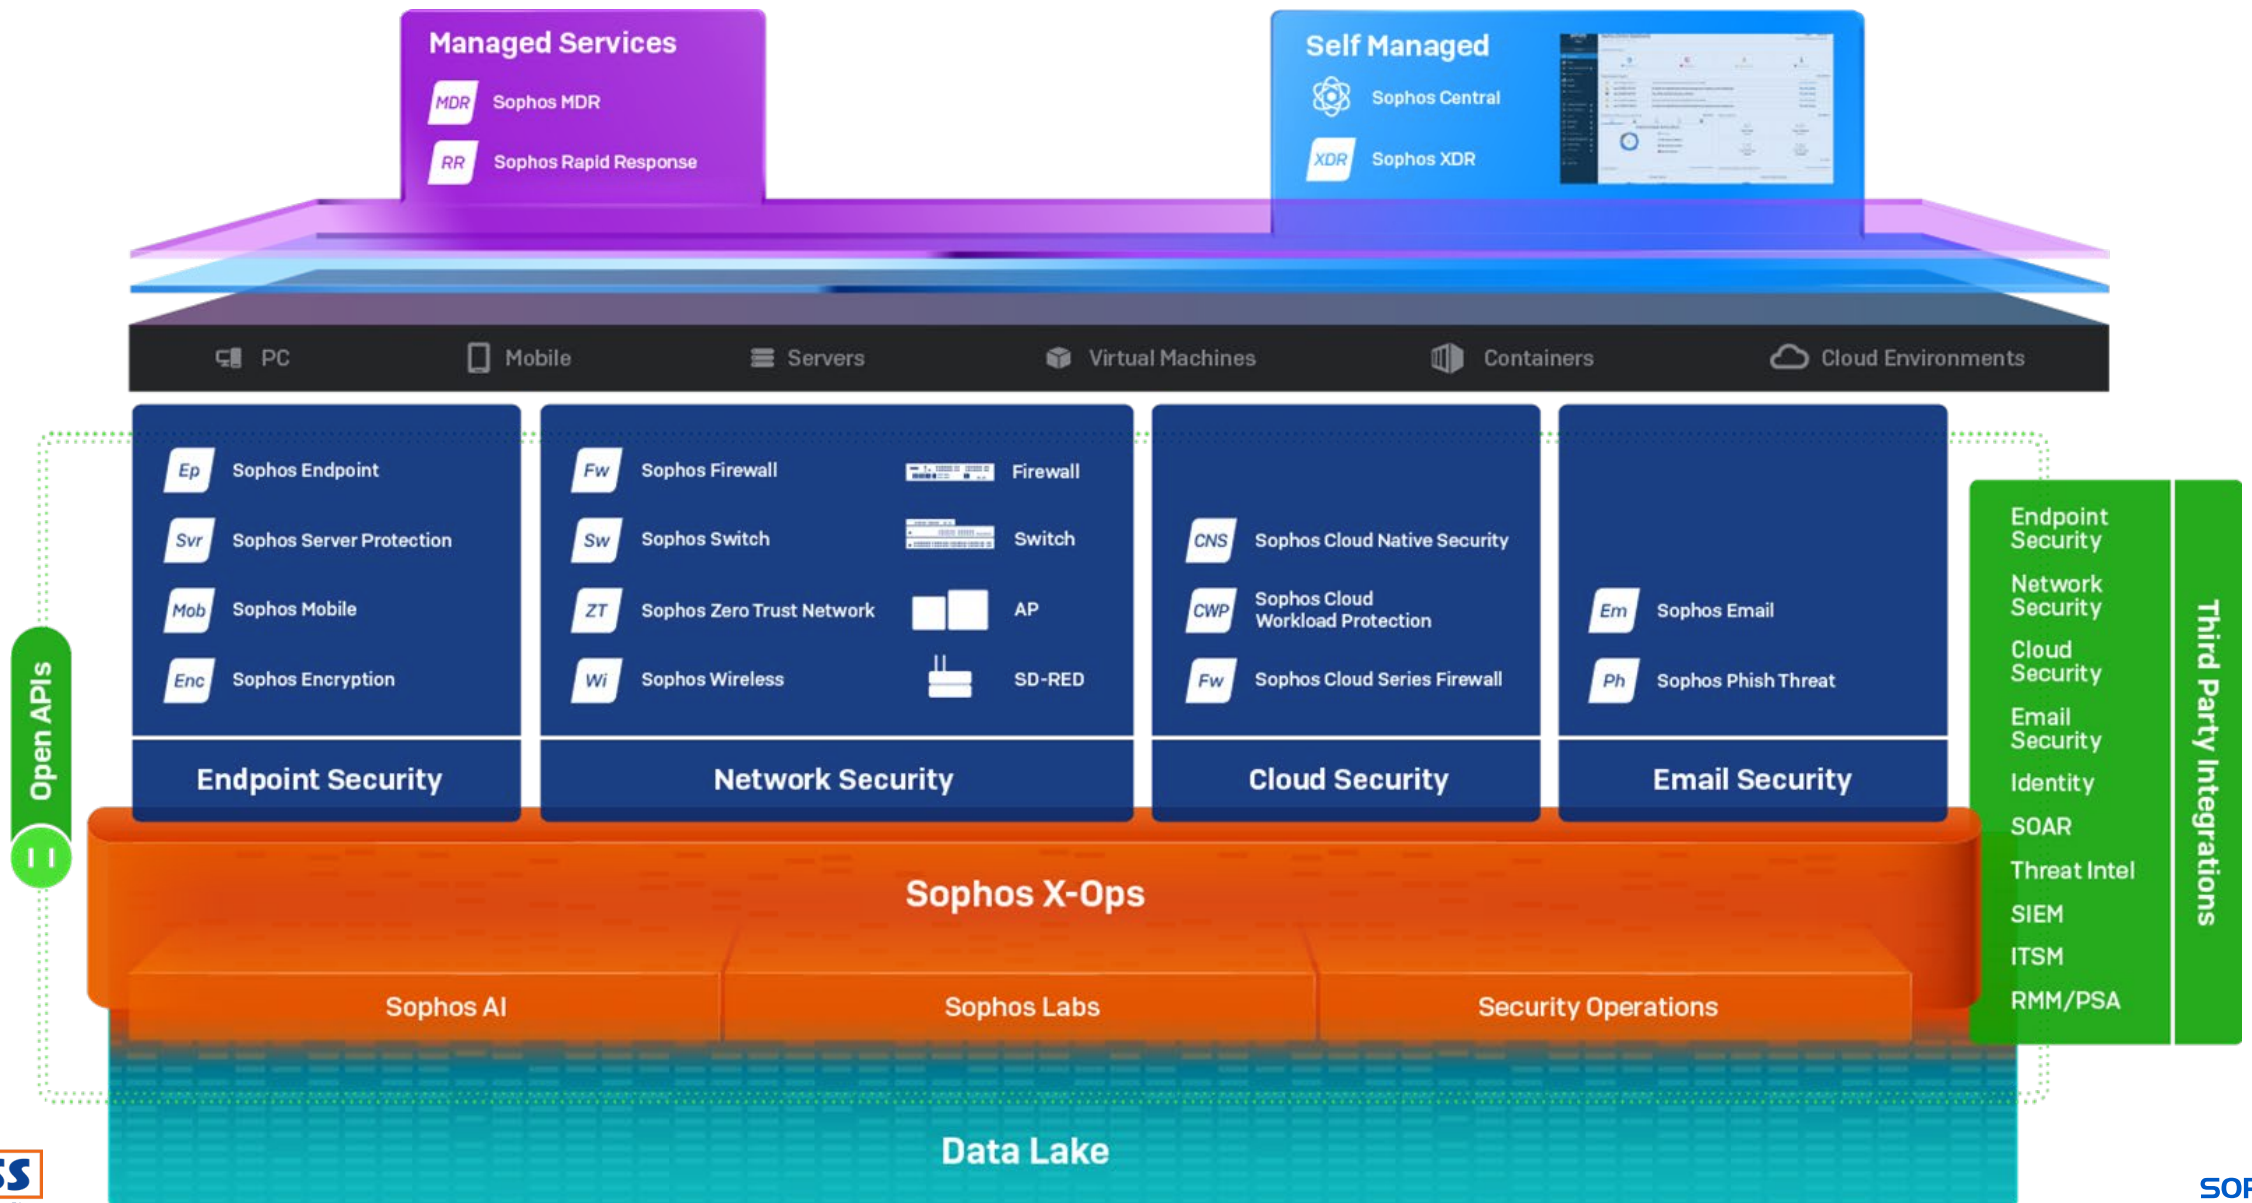 Managed Services
MDR Sophos MDR
RR Sophos Rapid Response
Self Managed
Sophos Central
XDR Sophos XDR
PC
Mobile
Servers
Virtual Machines
Containers
Cloud Environments
Ep Sophos Endpoint
Svr Sophos Server Protection
Mob Sophos Mobile
Enc Sophos Encryption
Endpoint Security
Fw Sophos Firewall
Firewall
Sw Sophos Switch
Switch
ZT Sophos Zero Trust Network
AP
Wi Sophos Wireless
SD-RED
Network Security
CNS Sophos Cloud Native Security
CWP Sophos Cloud
Workload Protection
Fw Sophos Cloud Series Firewall
Cloud Security
Em Sophos Email
Ph Sophos Phish Threat
Email Security
Open APIs
Endpoint
Security
Network
Security
Cloud
Security
Email
Security
Identity
SOAR
Threat Intel
SIEM
ITSM
RMM/PSA
Third Party Integrations
Sophos X-Ops
Sophos AI
Sophos Labs
Security Operations
Data Lake